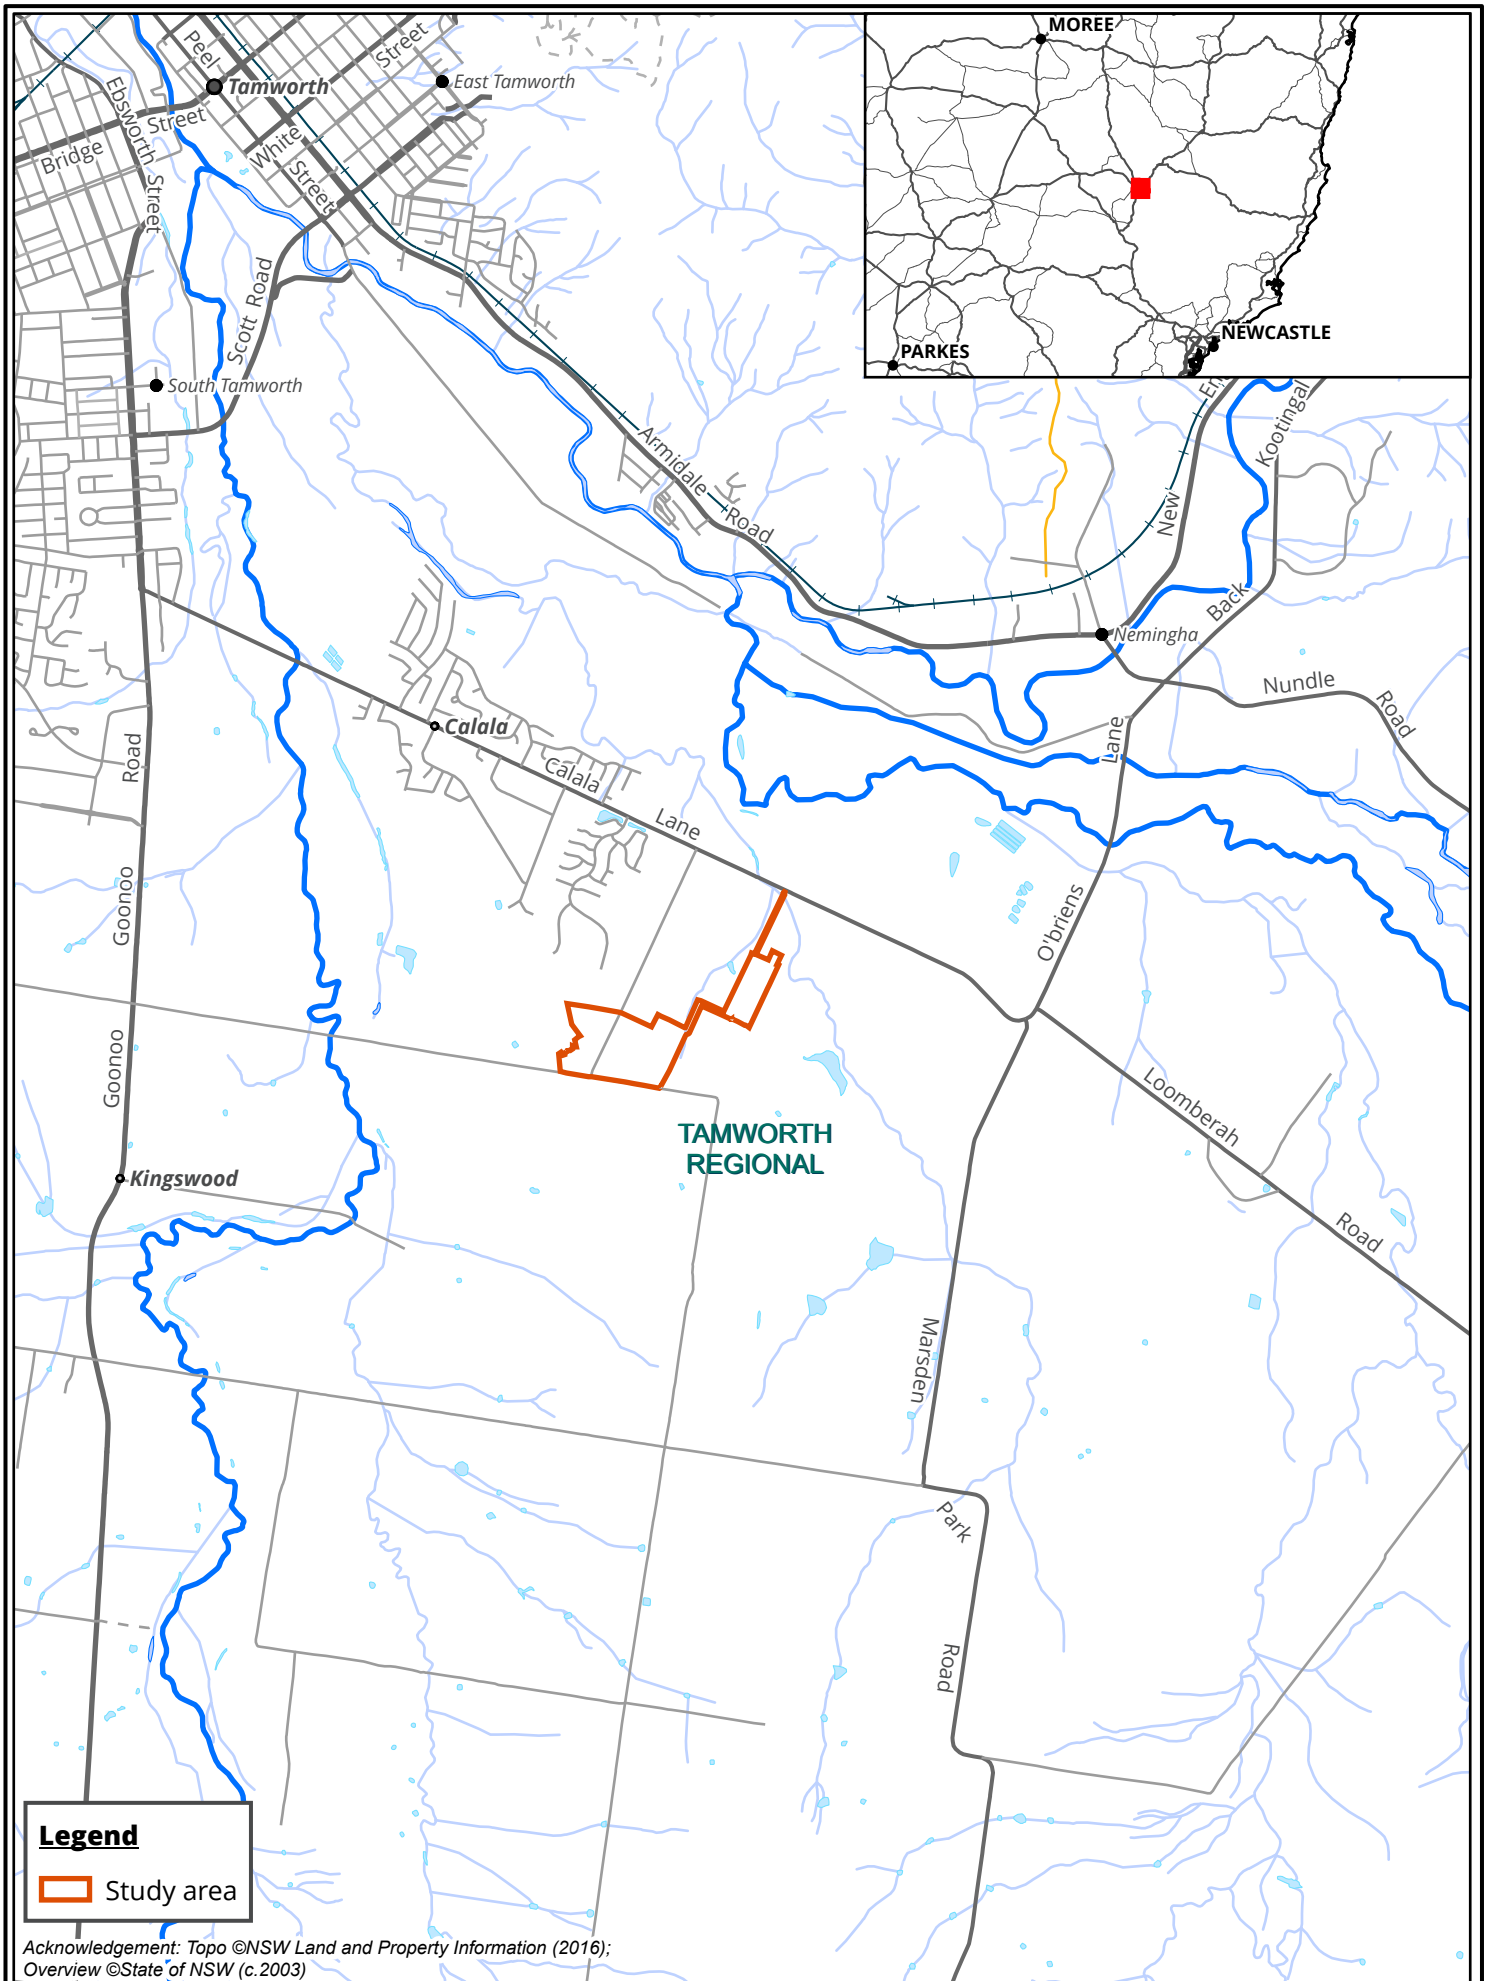 MOREE
NEWCASTLE
PARKES
Peel
Street
Tamworth
East Tamworth
Ebsworth
Street
Bridge
Street
White
Street
Scott Road
South Tamworth
Armidale
Road
New
Kootingal
Back
Nemingha
Nundle
Road
Lane
O'briens
Calala
Calala
Lane
Road
Goonoo
Goonoo
Kingswood
TAMWORTH
REGIONAL
Loomberah
Road
Marsden
Park
Road
Legend
Study area
Acknowledgement: Topo ©NSW Land and Property Information (2016);
Overview ©State of NSW (c.2003)